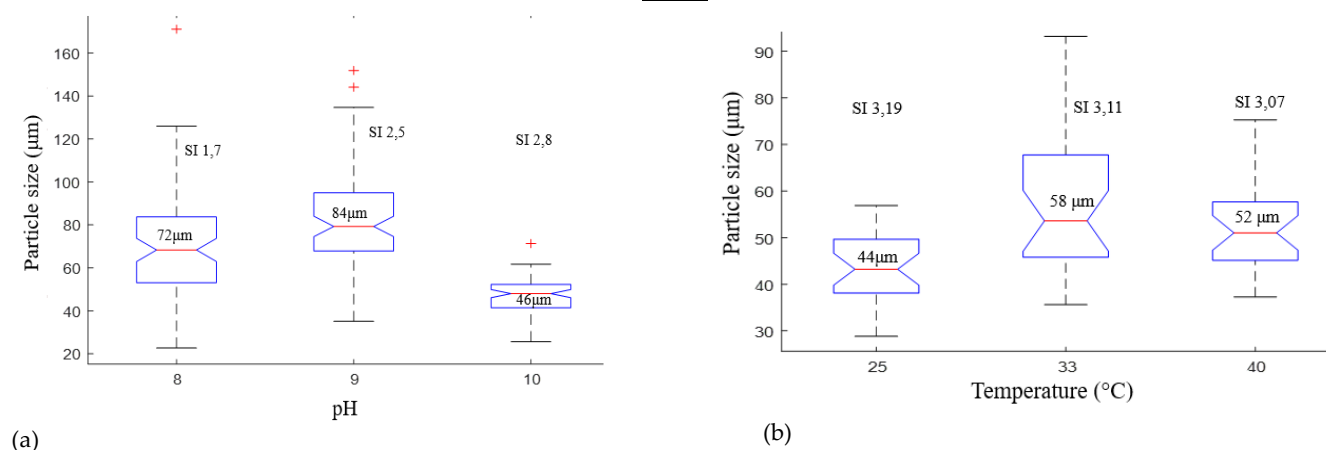 160
140
120
100
80
60
40
20
Particle size (μm)
SI 1,7
SI 2,5
SI 2,8
72μm
84μm
46μm
8
9
10
pH
(a)
90
80
70
60
50
40
30
Particle size (μm)
SI 3,19
SI 3,11
SI 3,07
44μm
58 μm
52 μm
25
33
40
Temperature (°C)
(b)